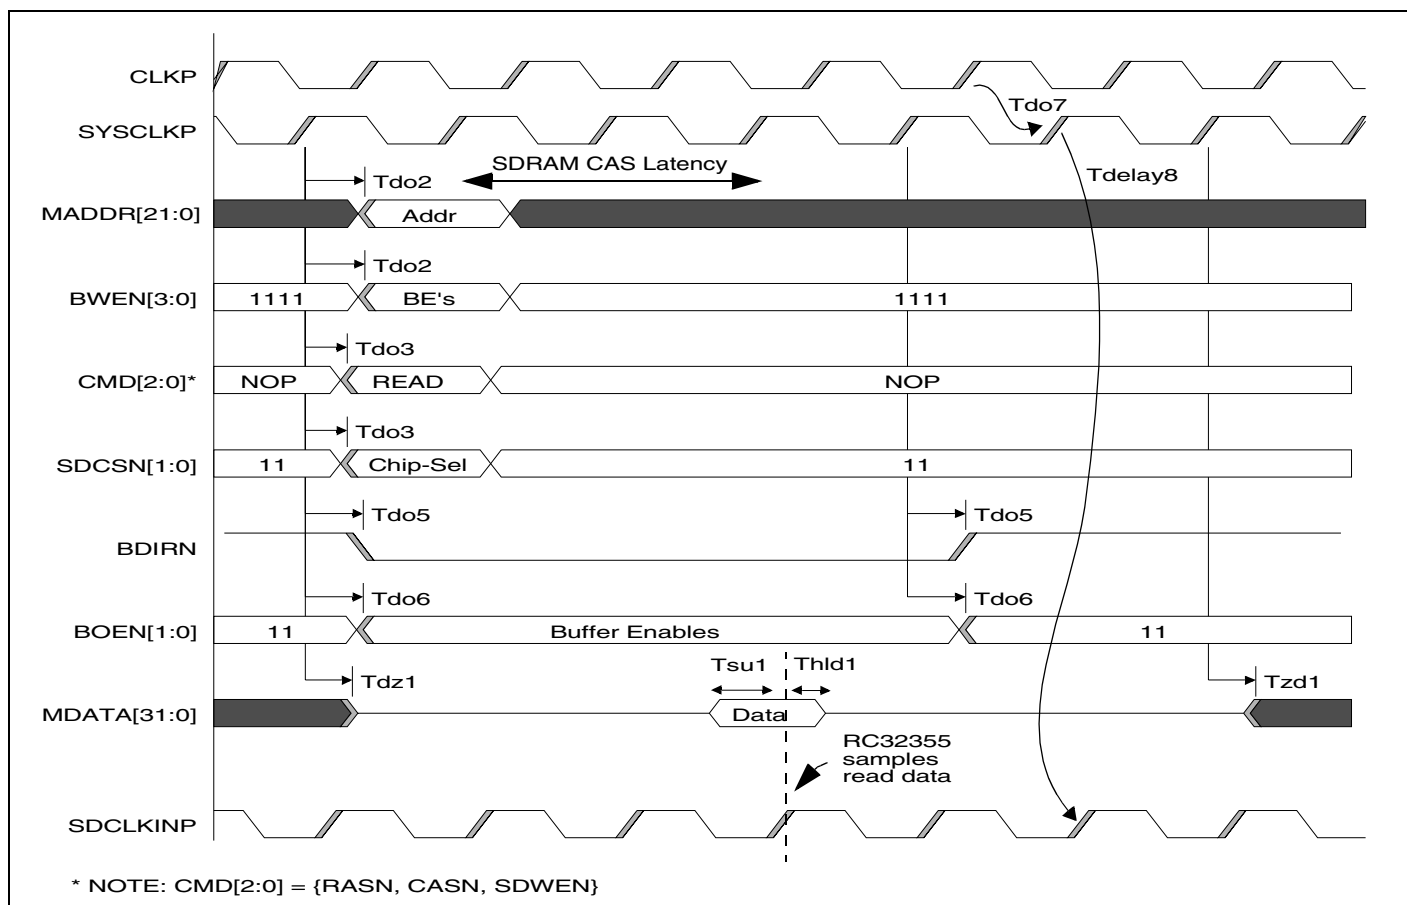 CLKP
Tdo7
SYSCLKP
SDRAM CAS Latency
Tdo2
Tdelay8
MADDR[21:0]
Addr
Tdo2
BWEN[3:0]
1111
BE's
1111
Tdo3
CMD[2:0]*
NOP
READ
NOP
Tdo3
SDCSN[1:0]
11
Chip-Sel
11
Tdo5
Tdo5
BDIRN
Tdo6
Tdo6
BOEN[1:0]
11
Buffer Enables
11
Tsu1
Thld1
Tdz1
Tzd1
MDATA[31:0]
Data
RC32355
samples
read data
SDCLKINP
* NOTE: CMD[2:0] = {RASN, CASN, SDWEN}